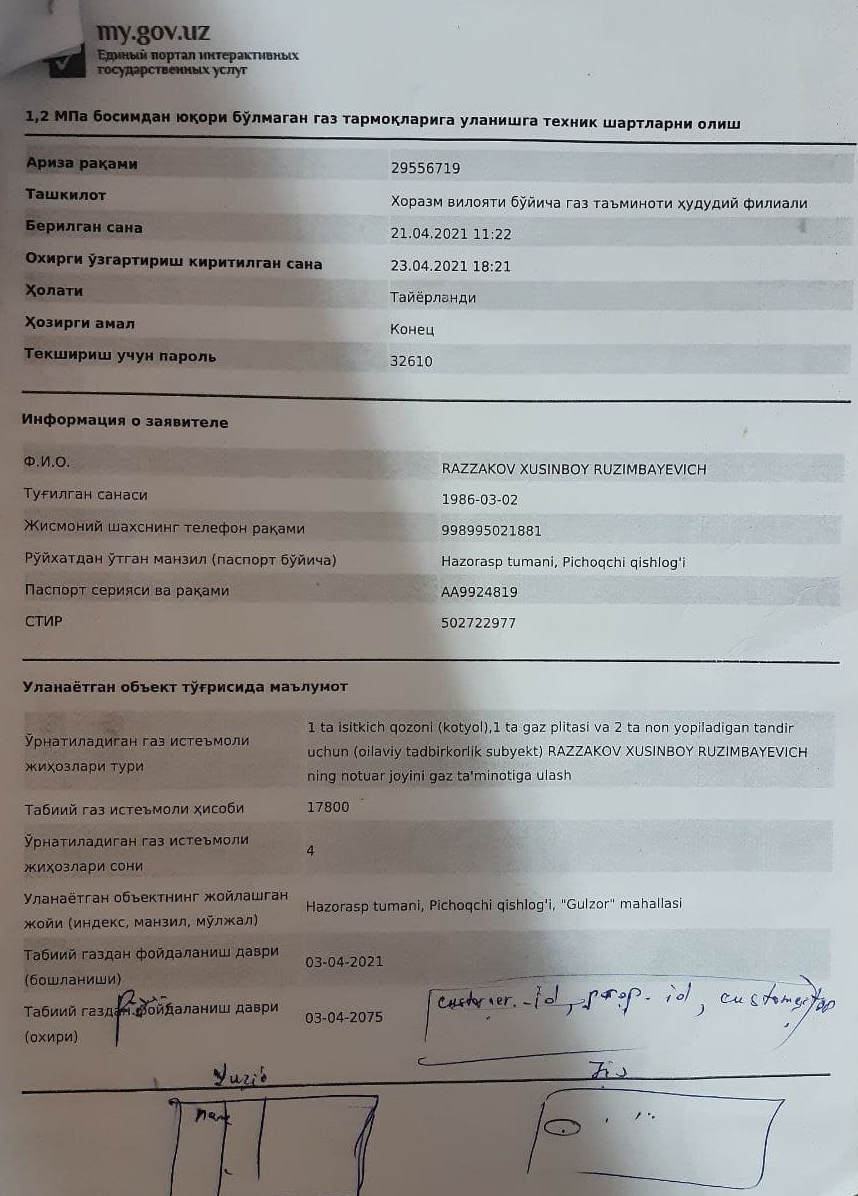 my.gov.uz
Единый портал интерактивных
государственных услуг
1,2 МПа босимдан юқори бўлмаган газ тармоқларига уланишга техник шартларни олиш
Ариза рақами 29556719
Ташкилот Хоразм вилояти бўйича газ таъминоти ҳудудий филиали
Берилган сана 21.04.2021 11:22
Охирги ўзгартириш киритилган сана 23.04.2021 18:21
Ҳолати Тайёрланди
Ҳозирги амал Конец
Текшириш учун пароль 32610
Информация о заявителе
Ф.И.О. RAZZAKOV XUSINBOY RUZIMBAYEVICH
Туғилган санаси 1986-03-02
Жисмоний шахснинг телефон рақами 998995021881
Рўйхатдан ўтган манзил (паспорт бўйича) Hazorasp tumani, Pichoqchi qishlog'i
Паспорт серияси ва рақами AA9924819
СТИР 502722977
Уланаётган объект тўғрисида маълумот
Ўрнатиладиган газ истеъмоли
жиҳозлари тури
1 ta isitkich qozoni (kotyol),1 ta gaz plitasi va 2 ta non yopiladigan tandir
uchun (oilaviy tadbirkorlik subyekt) RAZZAKOV XUSINBOY RUZIMBAYEVICH
ning notuar joyini gaz ta'minotiga ulash
Табиий газ истеъмоли ҳисоби 17800
Ўрнатиладиган газ истеъмоли
жиҳозлари сони
4
Уланаётган объектнинг жойлашган
жойи (индекс, манзил, мўлжал)
Hazorasp tumani, Pichoqchi qishlog'i, "Gulzor" mahallasi
Табиий газдан фойдаланиш даври
(бошланиши)
03-04-2021
Табиий газдан фойдаланиш даври
(охири)
03-04-2075
customer-id, prop-id,
Yuzic
Jis